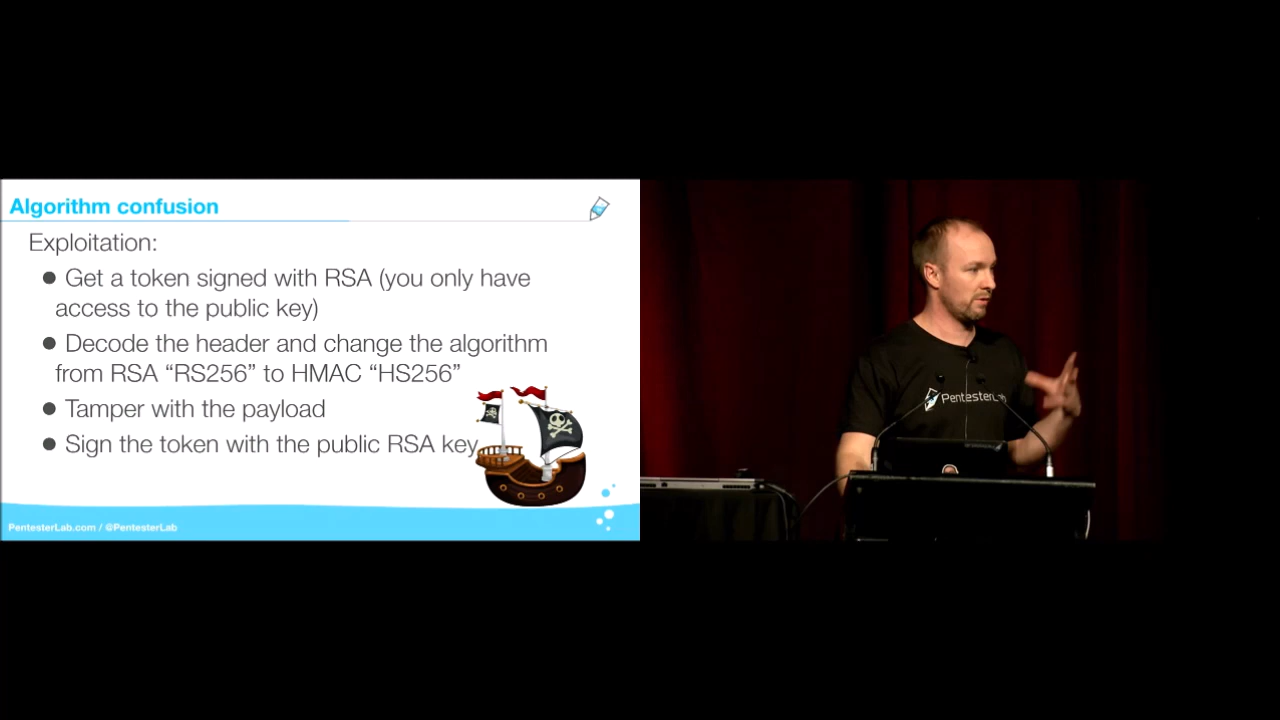 Algorithm confusion
Exploitation:
● Get a token signed with RSA (you only have
access to the public key)
● Decode the header and change the algorithm
from RSA “RS256” to HMAC “HS256”
● Tamper with the payload
● Sign the token with the public RSA key
PentesterLab.com / @PentesterLab
PentesterLab